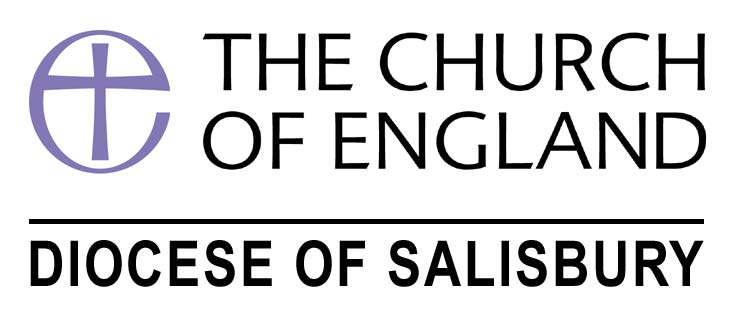 THE CHURCH
OF ENGLAND
DIOCESE OF SALISBURY